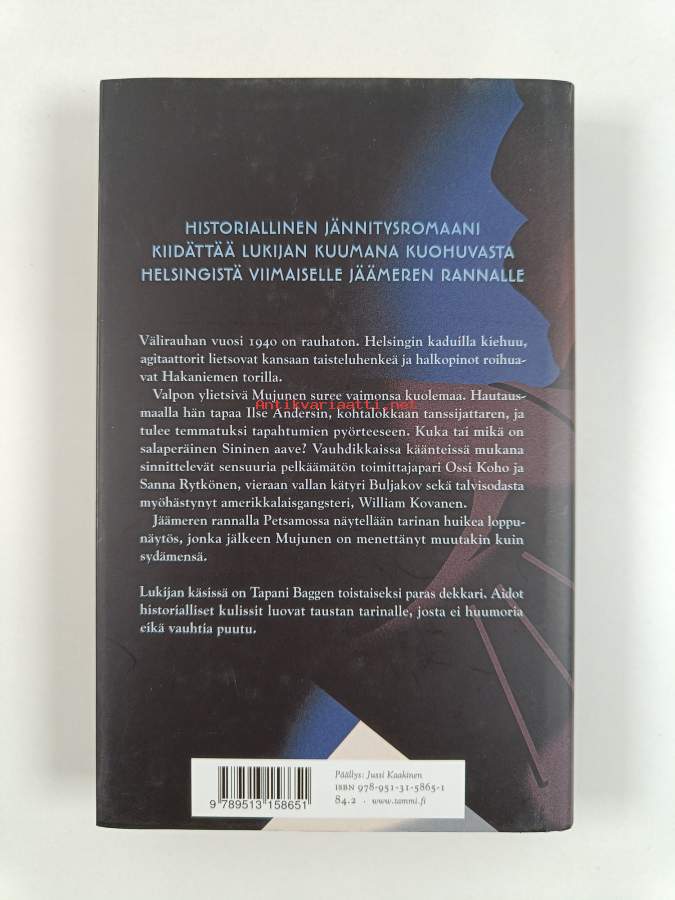 HISTORIALLINEN JÄNNITYSROMAANI
KIIDÄTTÄÄ LUKIJAN KUUMANA KUOHUVASTA
HELSINGISTÄ VIIMAISELLE JÄÄMEREN RANNALLE
Välirauhan vuosi 1940 on rauhaton. Helsingin kaduilla kiehuu,
agitaattorit lietsovat kansaan taisteluhenkeä ja halkopinot roihua-
vat Hakaniemen torilla.
Valpon ylietsivä Mujunen suree vaimonsa kuolemaa. Hautaus-
maalla hän tapaa Ilse Andersin, kohtalokkaan tanssijattaren, ja
Antikvariaatti.net
tulee temmatuksi tapahtumien pyörteeseen. Kuka tai mikä on
salaperäinen Sininen aave? Vauhdikkaissa käänteissä mukana
sinnittelevät sensuuria pelkäämätön toimittajapari Ossi Koho ja
Sanna Rytkönen, vieraan vallan kätyri Buljakov sekä talvisodasta
myöhästynyt amerikkalaisgangsteri, William Kovanen.
Jäämeren rannalla Petsamossa näytellään tarinan huikea loppu-
näytös, jonka jälkeen Mujunen on menettänyt muutakin kuin
sydämensä.
Lukijan käsissä on Tapani Baggen toistaiseksi paras dekkari. Aidot
historialliset kulissit luovat taustan tarinalle, josta ei huumoria
eikä vauhtia puutu.
9 789513 158651
Päällys: Jussi Kaakinen
ISBN 978-951-31-5865-1
84.2 · www.tammi.fi